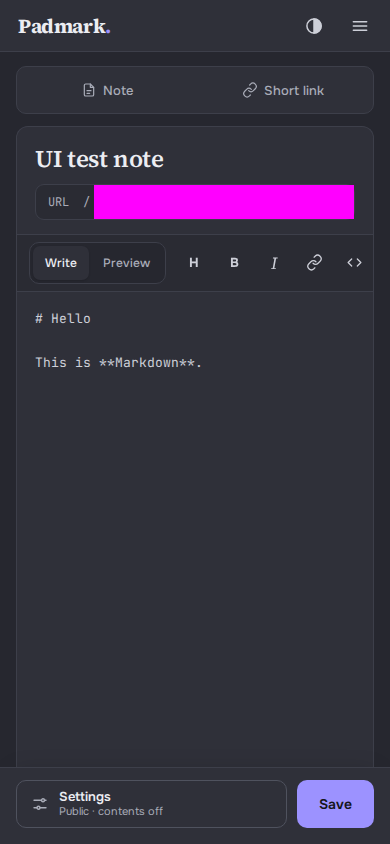 Padmark.
Note
Short link
UI test note
URL /
Write
Preview
H B I
# Hello
This is **Markdown**.
Settings
Public · contents off
Save